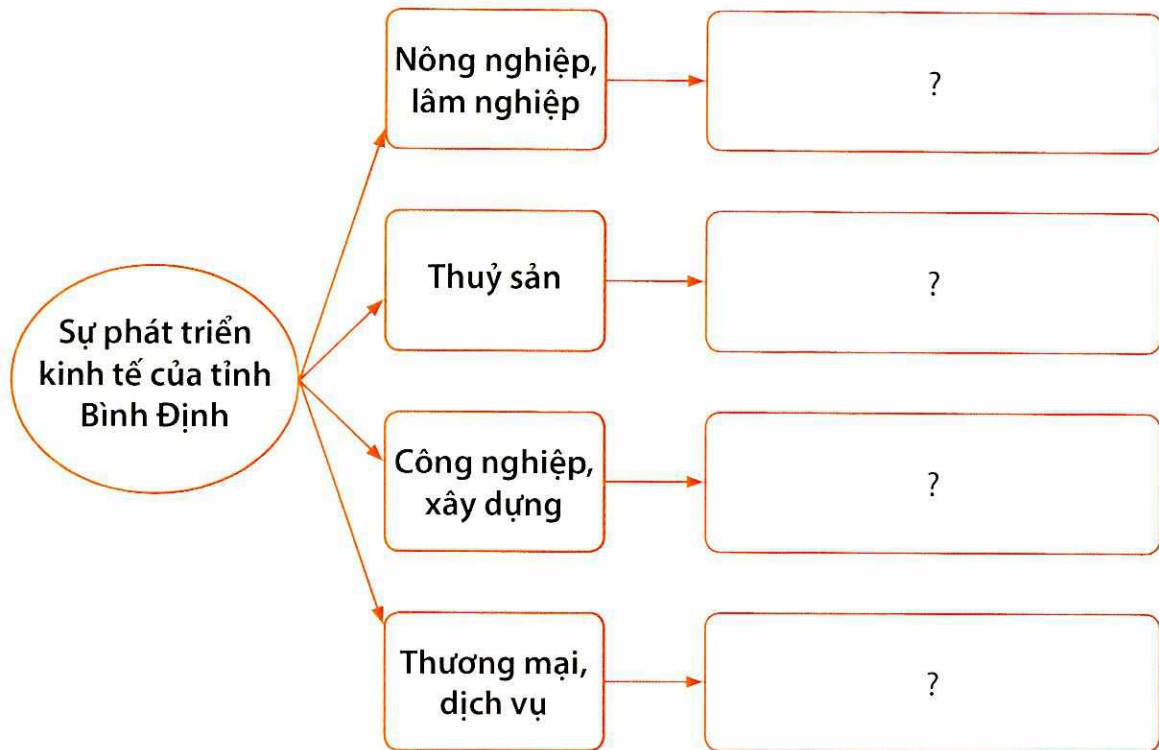 Sự phát triển
kinh tế của tỉnh
Bình Định
Nông nghiệp,
lâm nghiệp
?
Thuỷ sản
?
Công nghiệp,
xây dựng
?
Thương mại,
dịch vụ
?